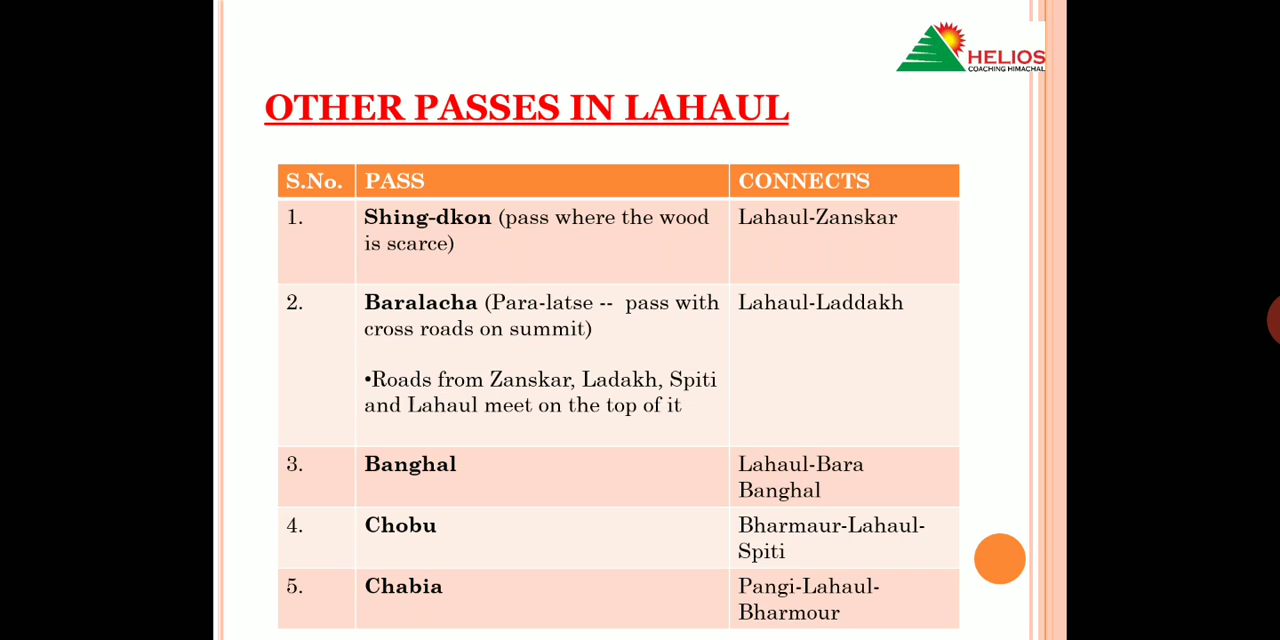 HELIOS
COACHING HIMACHAL
OTHER PASSES IN LAHAUL
S.No. PASS CONNECTS
1. Shing-dkon (pass where the wood Lahaul-Zanskar
is scarce)
2. Baralacha (Para-latse -- pass with Lahaul-Laddakh
cross roads on summit)
•Roads from Zanskar, Ladakh, Spiti
and Lahaul meet on the top of it
3. Banghal Lahaul-Bara
Banghal
4. Chobu Bharmaur-Lahaul-
Spiti
5. Chabia Pangi-Lahaul-
Bharmour